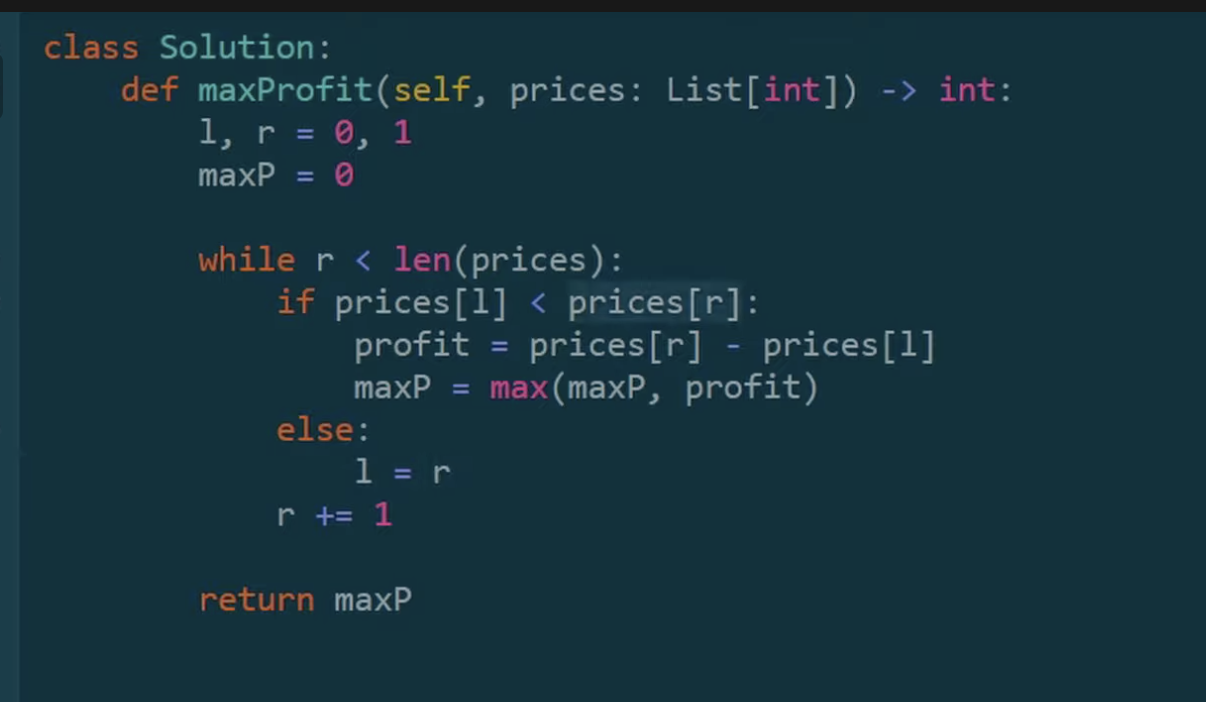 class Solution:
    def maxProfit(self, prices: List[int]) -> int:
        l, r = 0, 1
        maxP = 0
        while r < len(prices):
            if prices[l] < prices[r]:
                profit = prices[r] - prices[l]
                maxP = max(maxP, profit)
            else:
                l = r
            r += 1
        return maxP